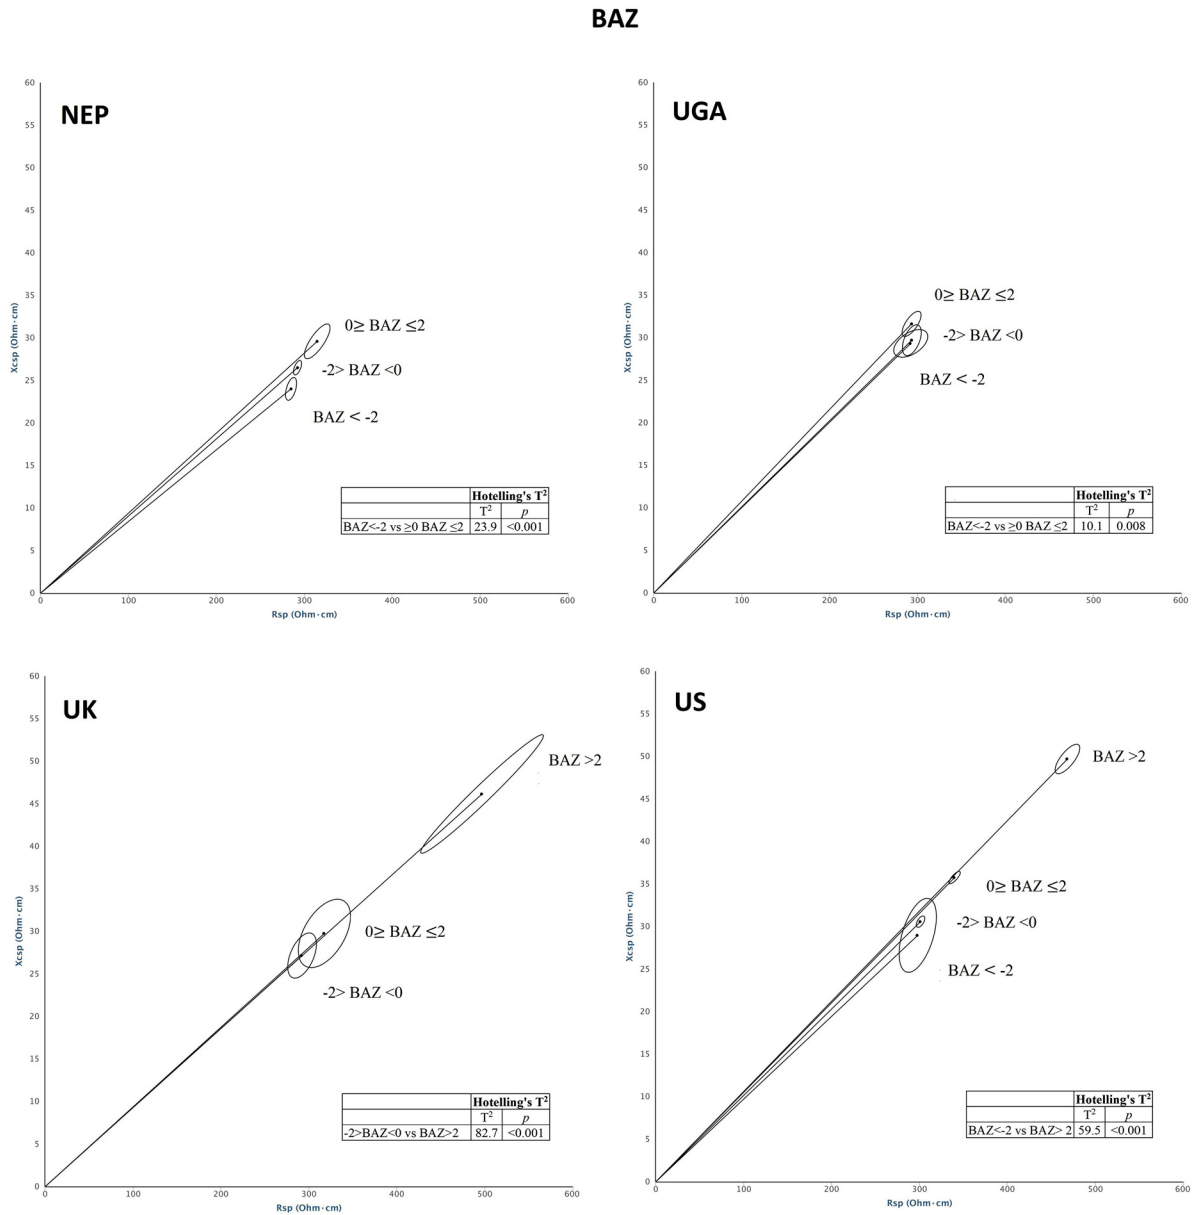 BAZ
NEP
60
55
50
45
40
35
30
25
20
15
10
5
0
Xcsp (Ohm·cm)
0≥ BAZ ≤2
-2> BAZ <0
BAZ < -2
Hotelling's T²
T² p
BAZ<-2 vs ≥0 BAZ ≤2 23.9 <0.001
0 100 200 300 400 500 600
Rsp (Ohm·cm)
UGA
60
55
50
45
40
35
30
25
20
15
10
5
0
Xcsp (Ohm·cm)
0≥ BAZ ≤2
-2> BAZ <0
BAZ < -2
Hotelling's T²
T² p
BAZ<-2 vs ≥0 BAZ ≤2 10.1 0.008
0 100 200 300 400 500 600
Rsp (Ohm·cm)
UK
60
55
50
45
40
35
30
25
20
15
10
5
0
Xcsp (Ohm·cm)
BAZ >2
0≥ BAZ ≤2
-2> BAZ <0
Hotelling's T²
T² p
-2>BAZ<0 vs BAZ>2 82.7 <0.001
0 100 200 300 400 500 600
Rsp (Ohm·cm)
US
60
55
50
45
40
35
30
25
20
15
10
5
0
Xcsp (Ohm·cm)
BAZ >2
0≥ BAZ ≤2
-2> BAZ <0
BAZ < -2
Hotelling's T²
T² p
BAZ<-2 vs BAZ> 2 59.5 <0.001
0 100 200 300 400 500 600
Rsp (Ohm·cm)